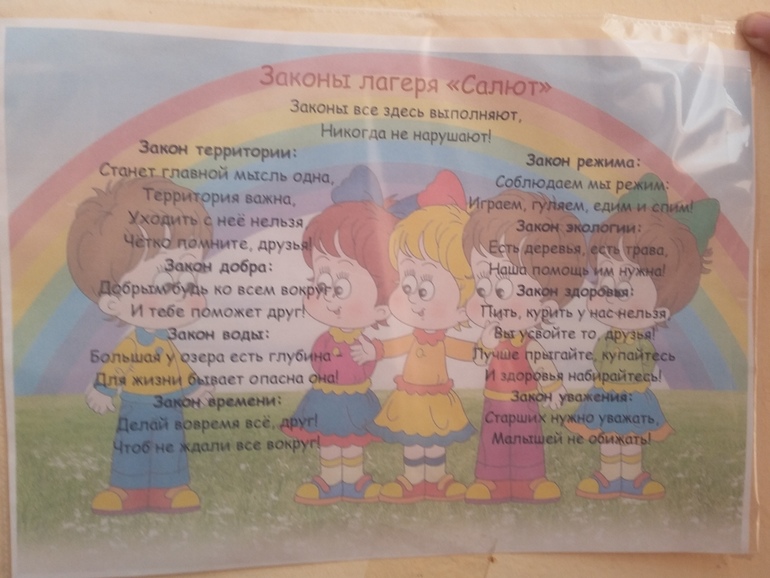 Законы лагеря «Салют»
Законы все здесь выполняют,
Никогда не нарушают!
Закон территории:
Станет главной мысль одна,
Территория важна,
Уходить с неё нельзя
Чётко помните, друзья!
Закон добра:
Добрым будь ко всем вокруг,
И тебе поможет друг!
Закон воды:
Большая у озера есть глубина -
Для жизни бывает опасна она!
Закон времени:
Делай вовремя всё, друг!
Чтоб не ждали все вокруг!
Закон режима:
Соблюдаем мы режим:
Играем, гуляем, едим и спим!
Закон экологии:
Есть деревья, есть трава,
Наша помощь им нужна!
Закон здоровья:
Пить, курить у нас нельзя,
Вы усвойте то, друзья!
Лучше прыгайте, купайтесь
И здоровья набирайтесь!
Закон уважения:
Старших нужно уважать,
Малышей не обижать!